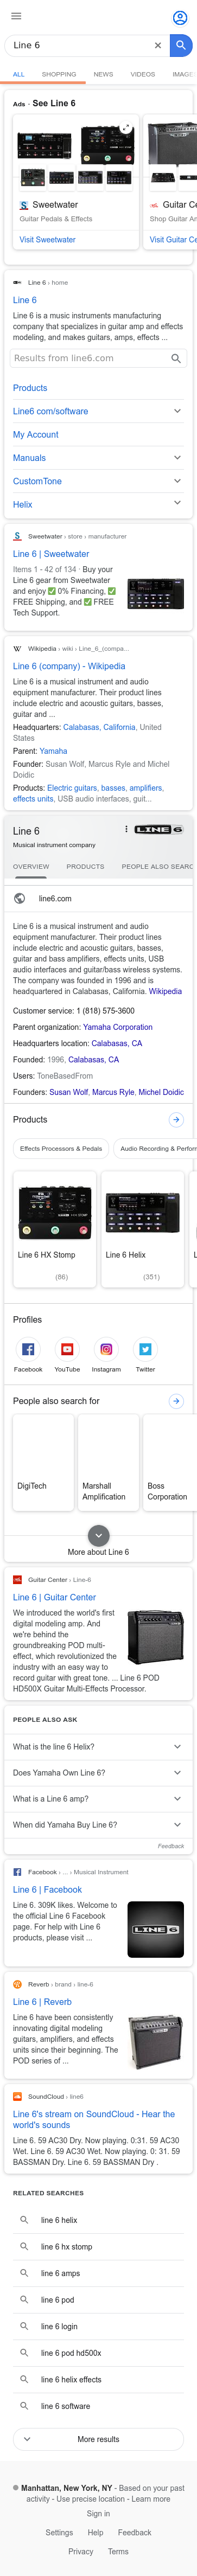 Line 6
ALL SHOPPING NEWS VIDEOS IMAGE
Ads · See Line 6
Sweetwater
Guitar Pedals & Effects
Visit Sweetwater
Guitar Ce
Shop Guitar Am
Visit Guitar Ce
Line 6 › home
Line 6
Line 6 is a music instruments manufacturing
company that specializes in guitar amp and effects
modeling, and makes guitars, amps, effects ...
Results from line6.com
Products
Line6 com/software
My Account
Manuals
CustomTone
Helix
Sweetwater › store › manufacturer
Line 6 | Sweetwater
Items 1 - 42 of 134 · Buy your
Line 6 gear from Sweetwater
and enjoy ✅ 0% Financing, ✅
FREE Shipping, and ✅ FREE
Tech Support.
W Wikipedia › wiki › Line_6_(compa...
Line 6 (company) - Wikipedia
Line 6 is a musical instrument and audio
equipment manufacturer. Their product lines
include electric and acoustic guitars, basses,
guitar and ...
Headquarters: Calabasas, California, United
States
Parent: Yamaha
Founder: Susan Wolf, Marcus Ryle and Michel
Doidic
Products: Electric guitars, basses, amplifiers,
effects units, USB audio interfaces, guit...
Line 6
LINE 6
Musical instrument company
OVERVIEW PRODUCTS PEOPLE ALSO SEARC
line6.com
Line 6 is a musical instrument and audio
equipment manufacturer. Their product lines
include electric and acoustic guitars, basses,
guitar and bass amplifiers, effects units, USB
audio interfaces and guitar/bass wireless systems.
The company was founded in 1996 and is
headquartered in Calabasas, California. Wikipedia
Customer service: 1 (818) 575-3600
Parent organization: Yamaha Corporation
Headquarters location: Calabasas, CA
Founded: 1996, Calabasas, CA
Users: ToneBasedFrom
Founders: Susan Wolf, Marcus Ryle, Michel Doidic
Products
Effects Processors & Pedals
Audio Recording & Perform
Line 6 HX Stomp
(86)
Line 6 Helix
(351)
L
Profiles
Facebook YouTube Instagram Twitter
People also search for
DigiTech
Marshall
Amplification
Boss
Corporation
More about Line 6
Guitar Center › Line-6
Line 6 | Guitar Center
We introduced the world's first
digital modeling amp. And
we're behind the
groundbreaking POD multi-
effect, which revolutionized the
industry with an easy way to
record guitar with great tone. ... Line 6 POD
HD500X Guitar Multi-Effects Processor.
PEOPLE ALSO ASK
What is the line 6 Helix?
Does Yamaha Own Line 6?
What is a Line 6 amp?
When did Yamaha Buy Line 6?
Feedback
Facebook › ... › Musical Instrument
Line 6 | Facebook
Line 6. 309K likes. Welcome to
the official Line 6 Facebook
page. For help with Line 6
products, please visit ...
LINE 6
Reverb › brand › line-6
Line 6 | Reverb
Line 6 have been consistently
innovating digital modeling
guitars, amplifiers, and effects
units since their beginning. The
POD series of ...
SoundCloud › line6
Line 6's stream on SoundCloud - Hear the
world's sounds
Line 6. 59 AC30 Dry. Now playing. 0:31. 59 AC30
Wet. Line 6. 59 AC30 Wet. Now playing. 0: 31. 59
BASSMAN Dry. Line 6. 59 BASSMAN Dry .
RELATED SEARCHES
line 6 helix
line 6 hx stomp
line 6 amps
line 6 pod
line 6 login
line 6 pod hd500x
line 6 helix effects
line 6 software
More results
Manhattan, New York, NY - Based on your past
activity - Use precise location - Learn more
Sign in
Settings Help Feedback
Privacy Terms